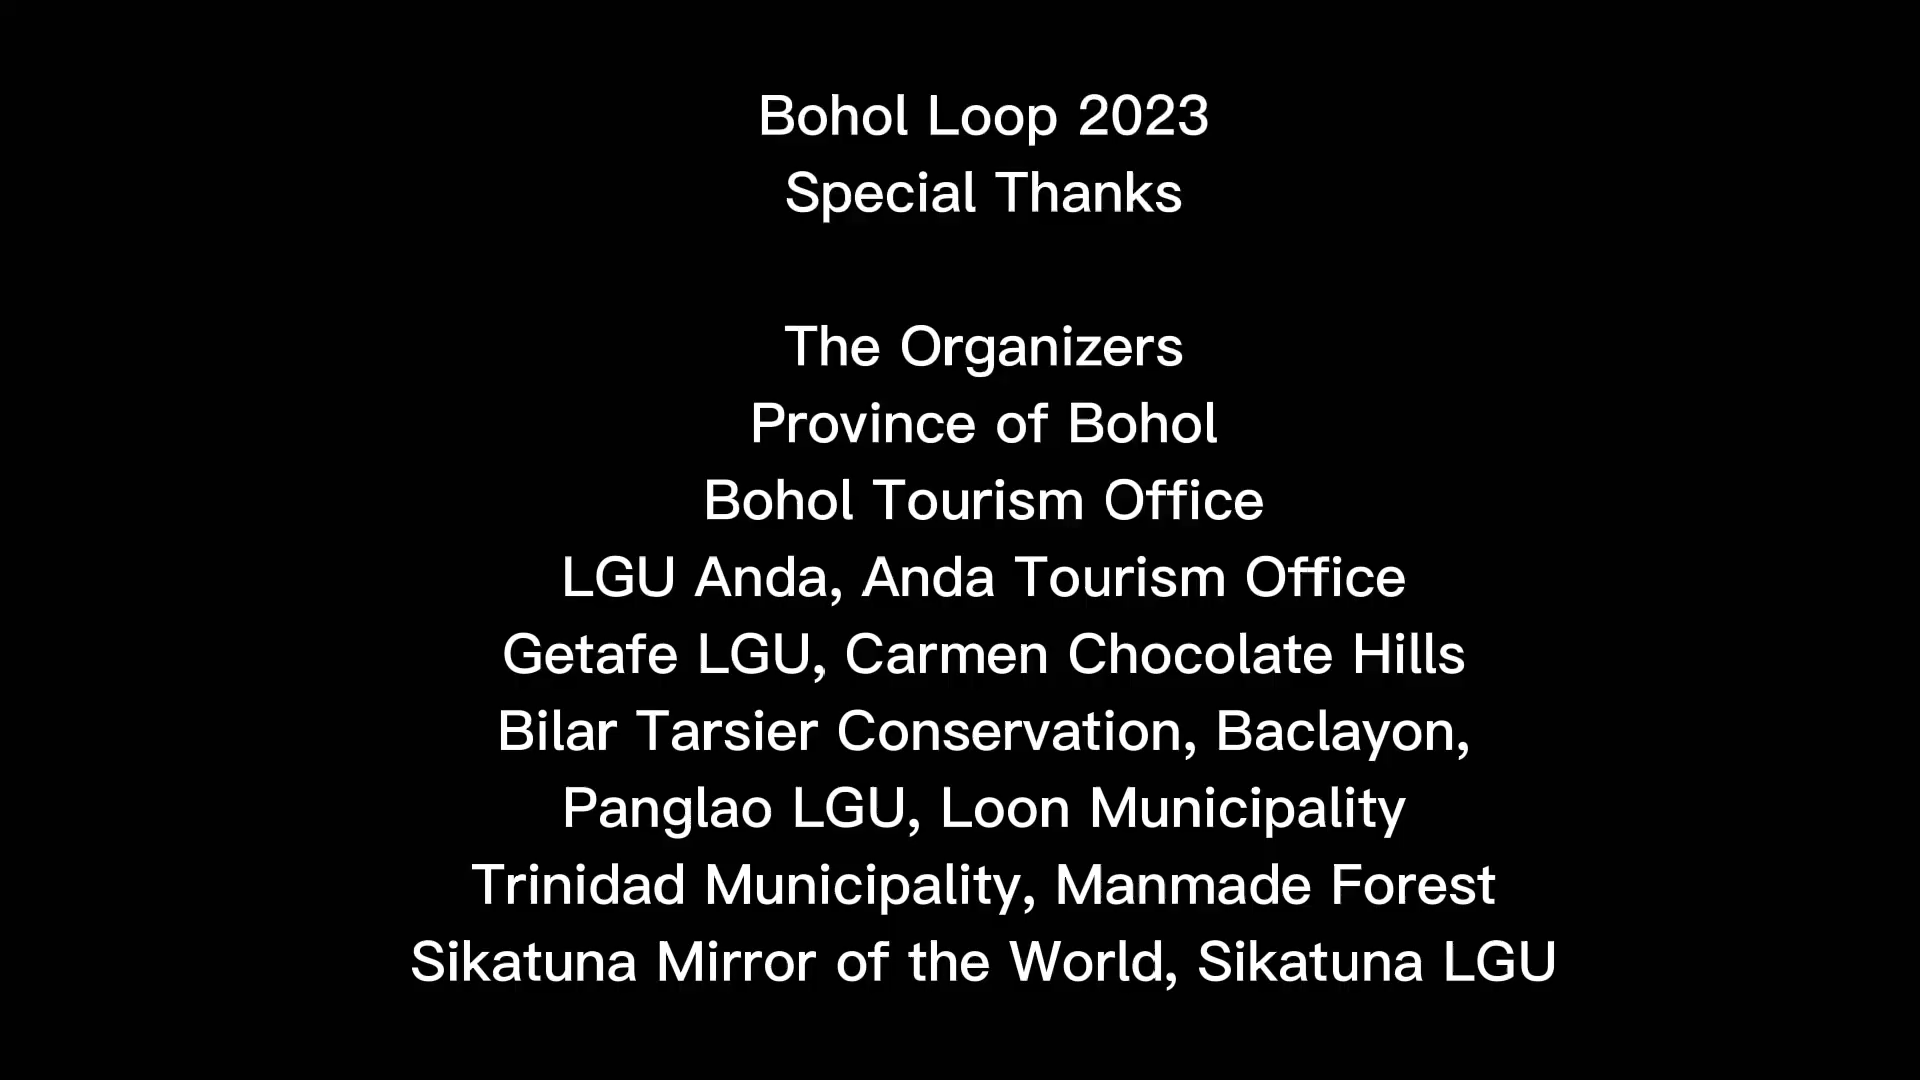 Bohol Loop 2023
Special Thanks
The Organizers
Province of Bohol
Bohol Tourism Office
LGU Anda, Anda Tourism Office
Getafe LGU, Carmen Chocolate Hills
Bilar Tarsier Conservation, Baclayon,
Panglao LGU, Loon Municipality
Trinidad Municipality, Manmade Forest
Sikatuna Mirror of the World, Sikatuna LGU